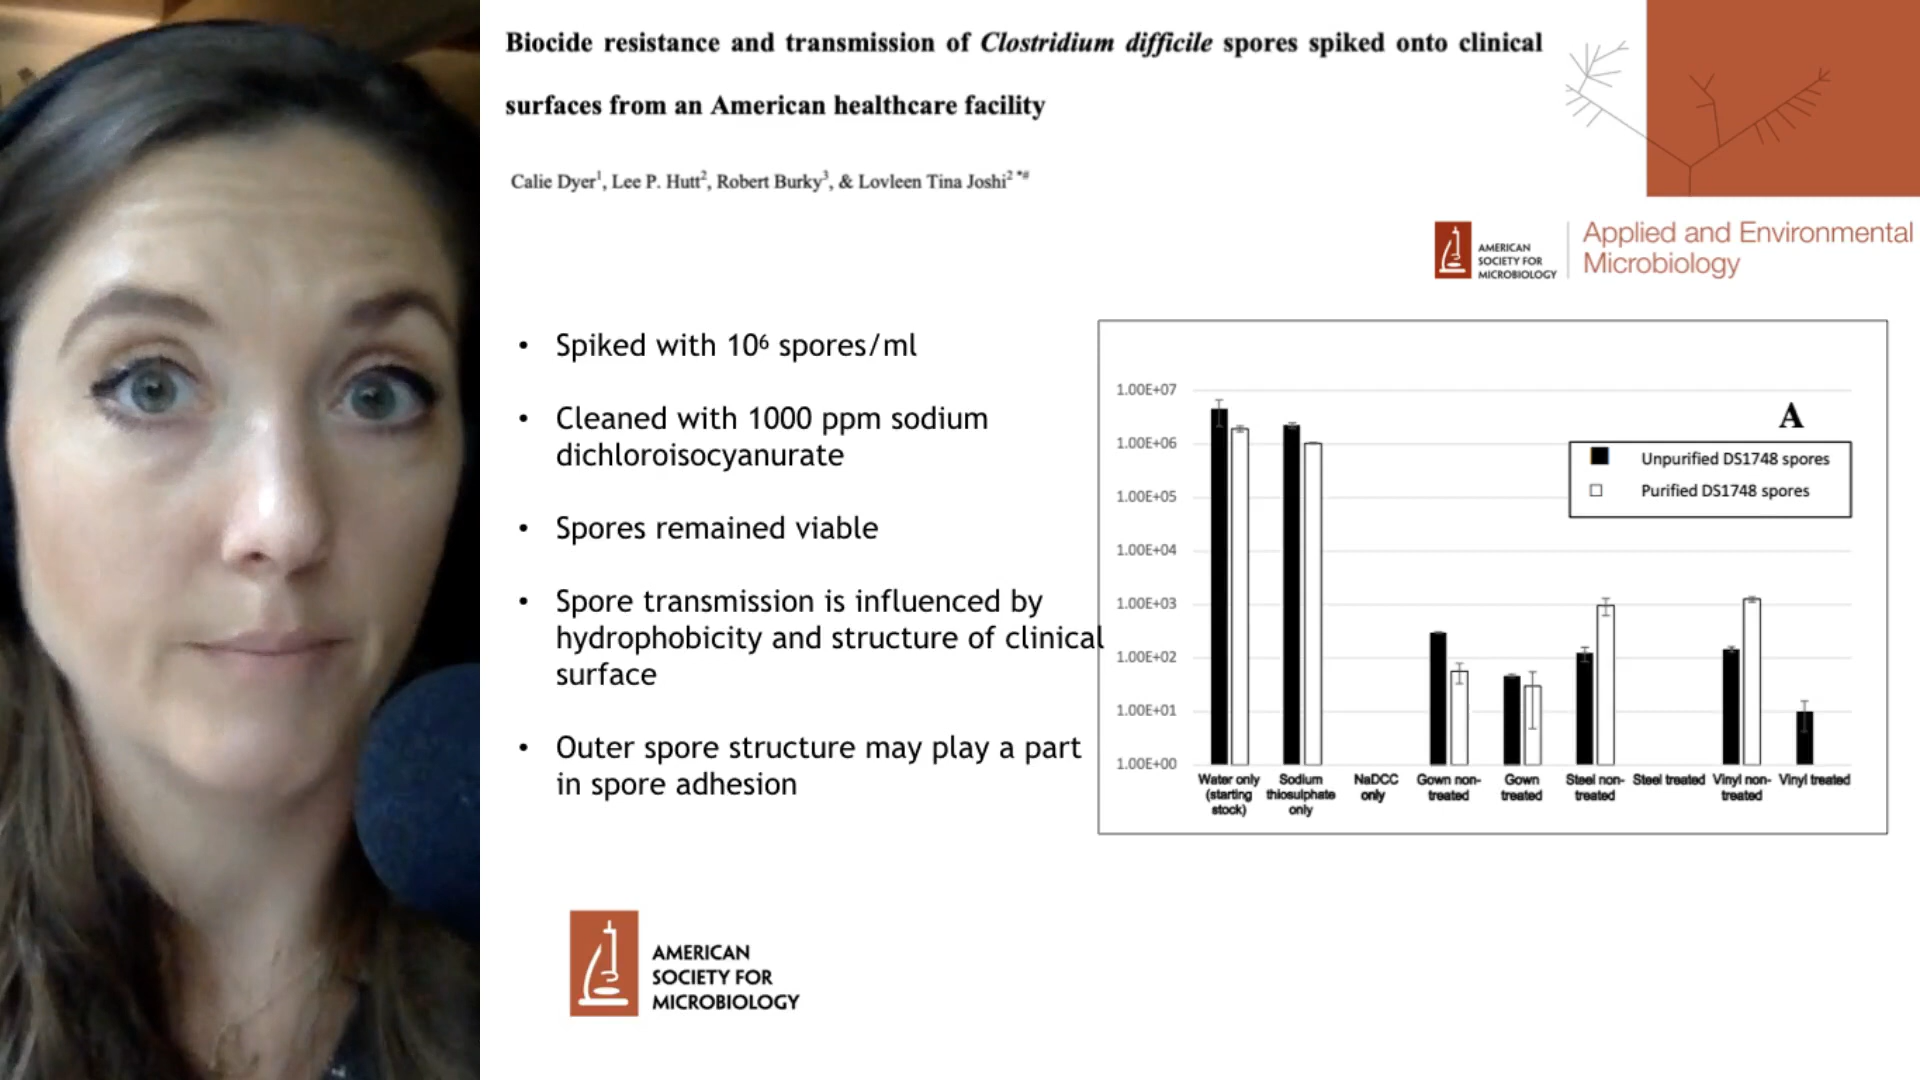 Biocide resistance and transmission of Clostridium difficile spores spiked onto clinical
surfaces from an American healthcare facility
Calie Dyer1, Lee P. Hutt2, Robert Burky3, & Lovleen Tina Joshi2 *#
AMERICAN
SOCIETY FOR
MICROBIOLOGY
Applied and Environmental
Microbiology
• Spiked with 10⁶ spores/ml
• Cleaned with 1000 ppm sodium
dichloroisocyanurate
• Spores remained viable
• Spore transmission is influenced by
hydrophobicity and structure of clinical
surface
• Outer spore structure may play a part
in spore adhesion
A
Unpurified DS1748 spores
Purified DS1748 spores
1.00E+07
1.00E+06
1.00E+05
1.00E+04
1.00E+03
1.00E+02
1.00E+01
1.00E+00
Water only
(starting
stock)
Sodium
thiosulphate
only
NaDCC
only
Gown non-
treated
Gown
treated
Steel non-
treated
Steel treated
Vinyl non-
treated
Vinyl treated
AMERICAN
SOCIETY FOR
MICROBIOLOGY